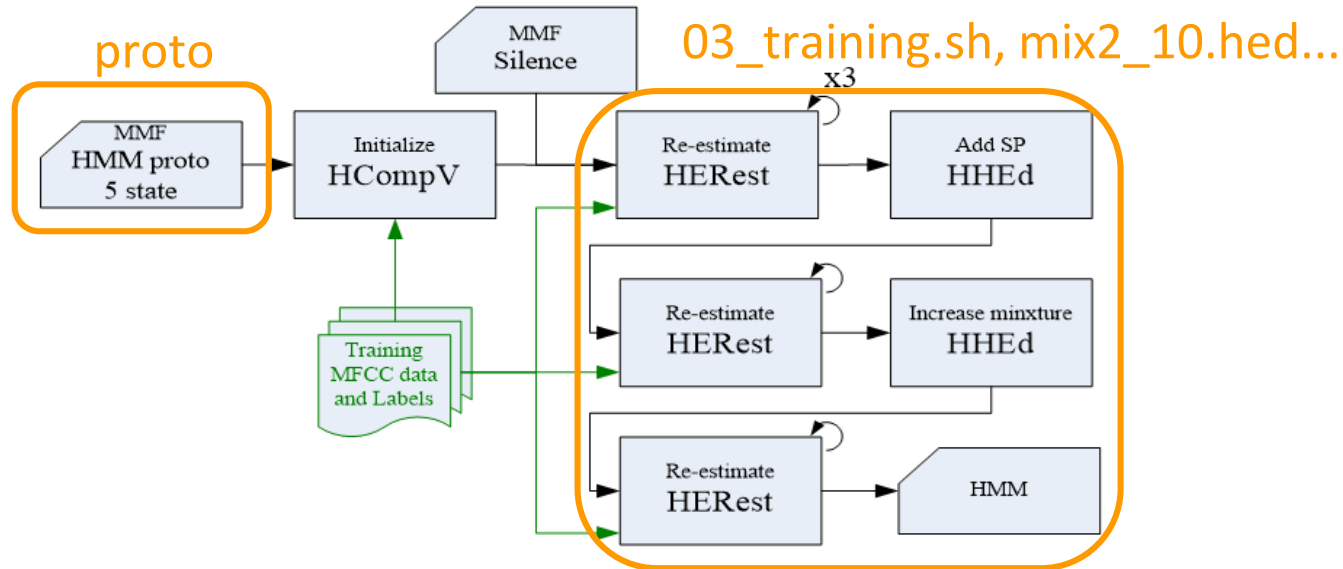 proto
03_training.sh, mix2_10.hed...
MMF
Silence
x3
MMF
HMM proto
5 state
Initialize
HCompV
Re-estimate
HERest
Add SP
HHEd
Training
MFCC data
and Labels
Re-estimate
HERest
Increase minxture
HHEd
Re-estimate
HERest
HMM